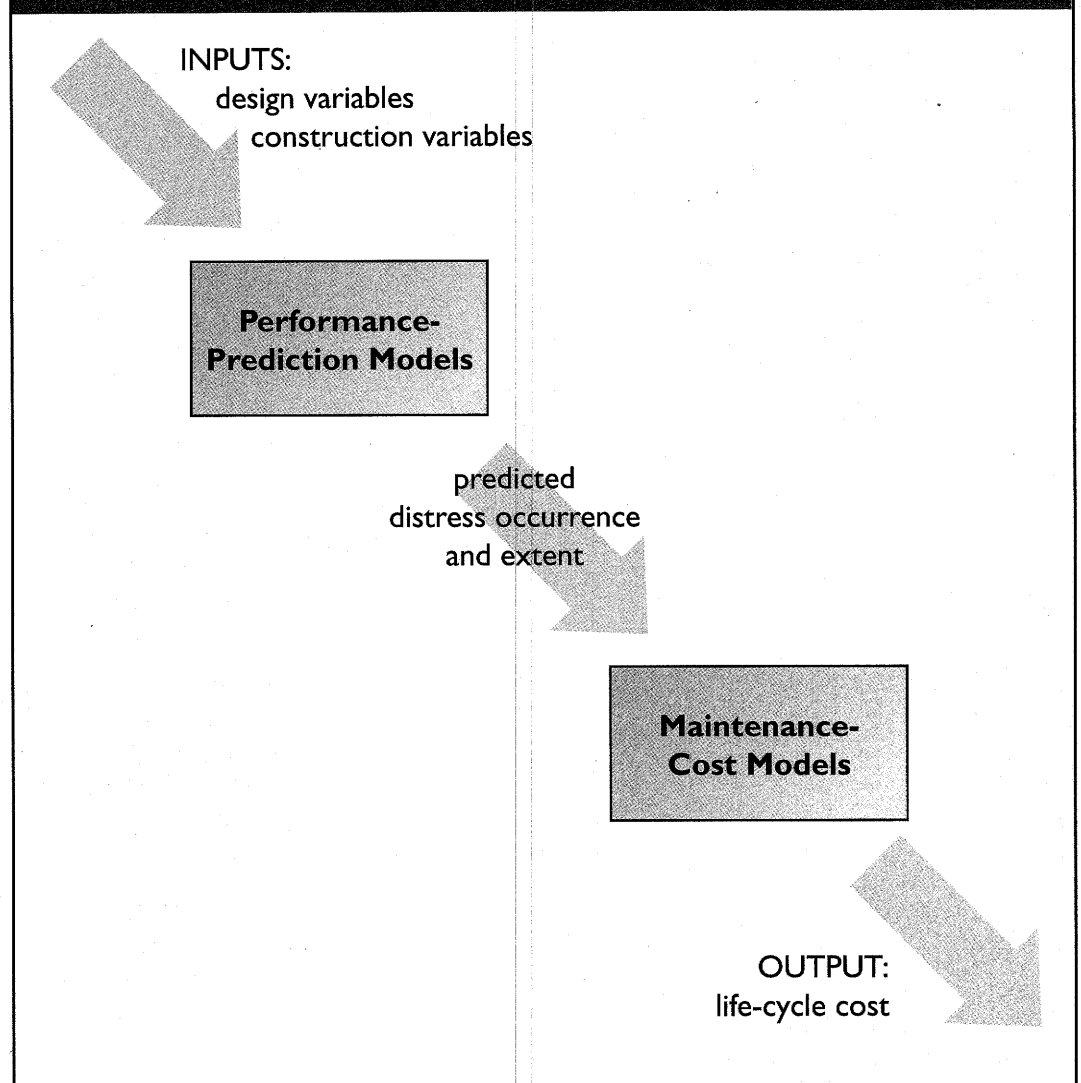 INPUTS:
design variables
construction variables
Performance-
Prediction Models
predicted
distress occurrence
and extent
Maintenance-
Cost Models
OUTPUT:
life-cycle cost